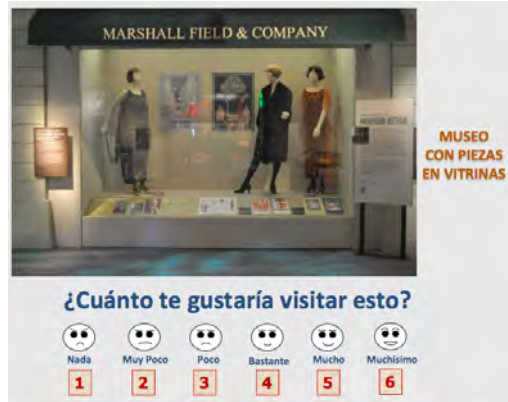 MARSHALL FIELD & COMPANY
MUSEO
CON PIEZAS
EN VITRINAS
¿Cuánto te gustaría visitar esto?
Nada
Muy Poco
Poco
Bastante
Mucho
Muchísimo
1
2
3
4
5
6